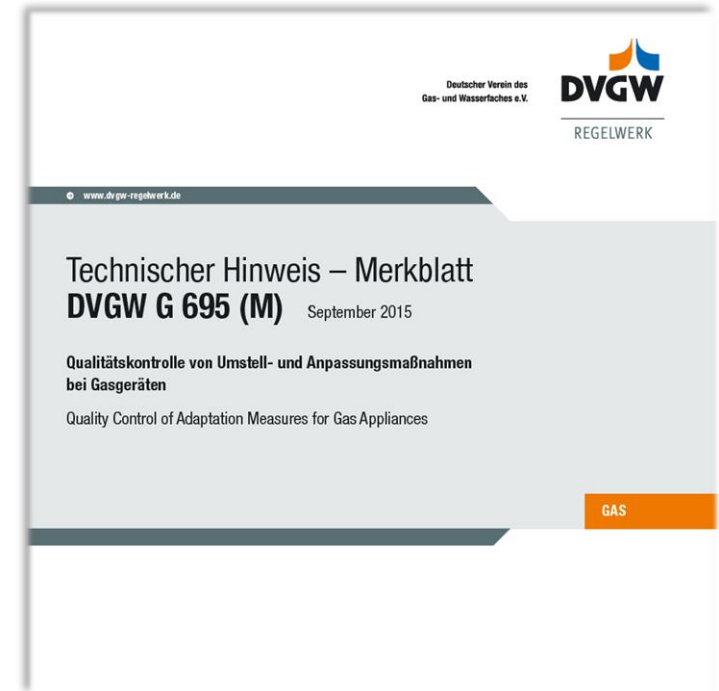 Deutscher Verein des
Gas- und Wasserfaches e.V.
DVGW
REGELWERK
© www.dvgw-regelwerk.de
Technischer Hinweis – Merkblatt
DVGW G 695 (M) September 2015
Qualitätskontrolle von Umstell- und Anpassungsmaßnahmen
bei Gasgeräten
Quality Control of Adaptation Measures for Gas Appliances
GAS